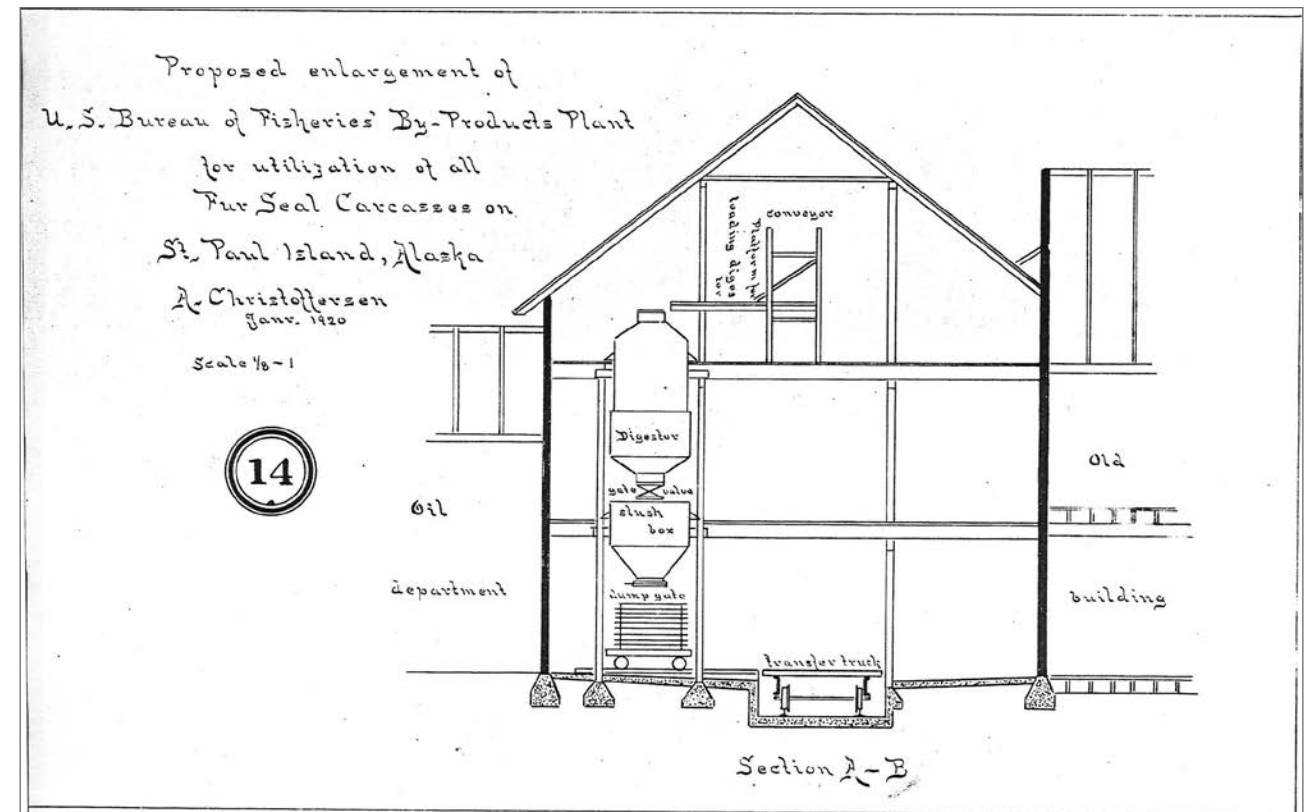 Proposed enlargement of
U.S. Bureau of Fisheries' By-Products Plant
for utilization of all
Fur Seal Carcasses on
St. Paul Island, Alaska
A. Christoffersen
Janr. 1920
Scale 1/8-1
14
conveyor
Platform for
loading diges
tor
Digestor
gate valve
slush
box
dump gate
transfer truck
Oil
department
Old
building
Section A-B